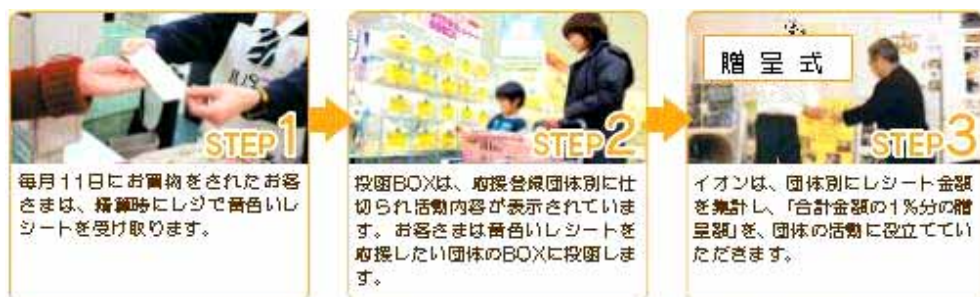 STEP1
毎月11日にお買物をされたお客
さまは、精算時にレジで黄色いレ
シートを受け取ります。
STEP2
投函BOXは、応援登録団体別に仕
切られ活動内容が表示されていま
す。お客さまは黄色いレシートを
応援したい団体のBOXに投函しま
す。
贈呈式
STEP3
イオンは、団体別にレシート金額
を集計し、「合計金額の1%分の贈
呈額」を、団体の活動に役立ててい
ただきます。